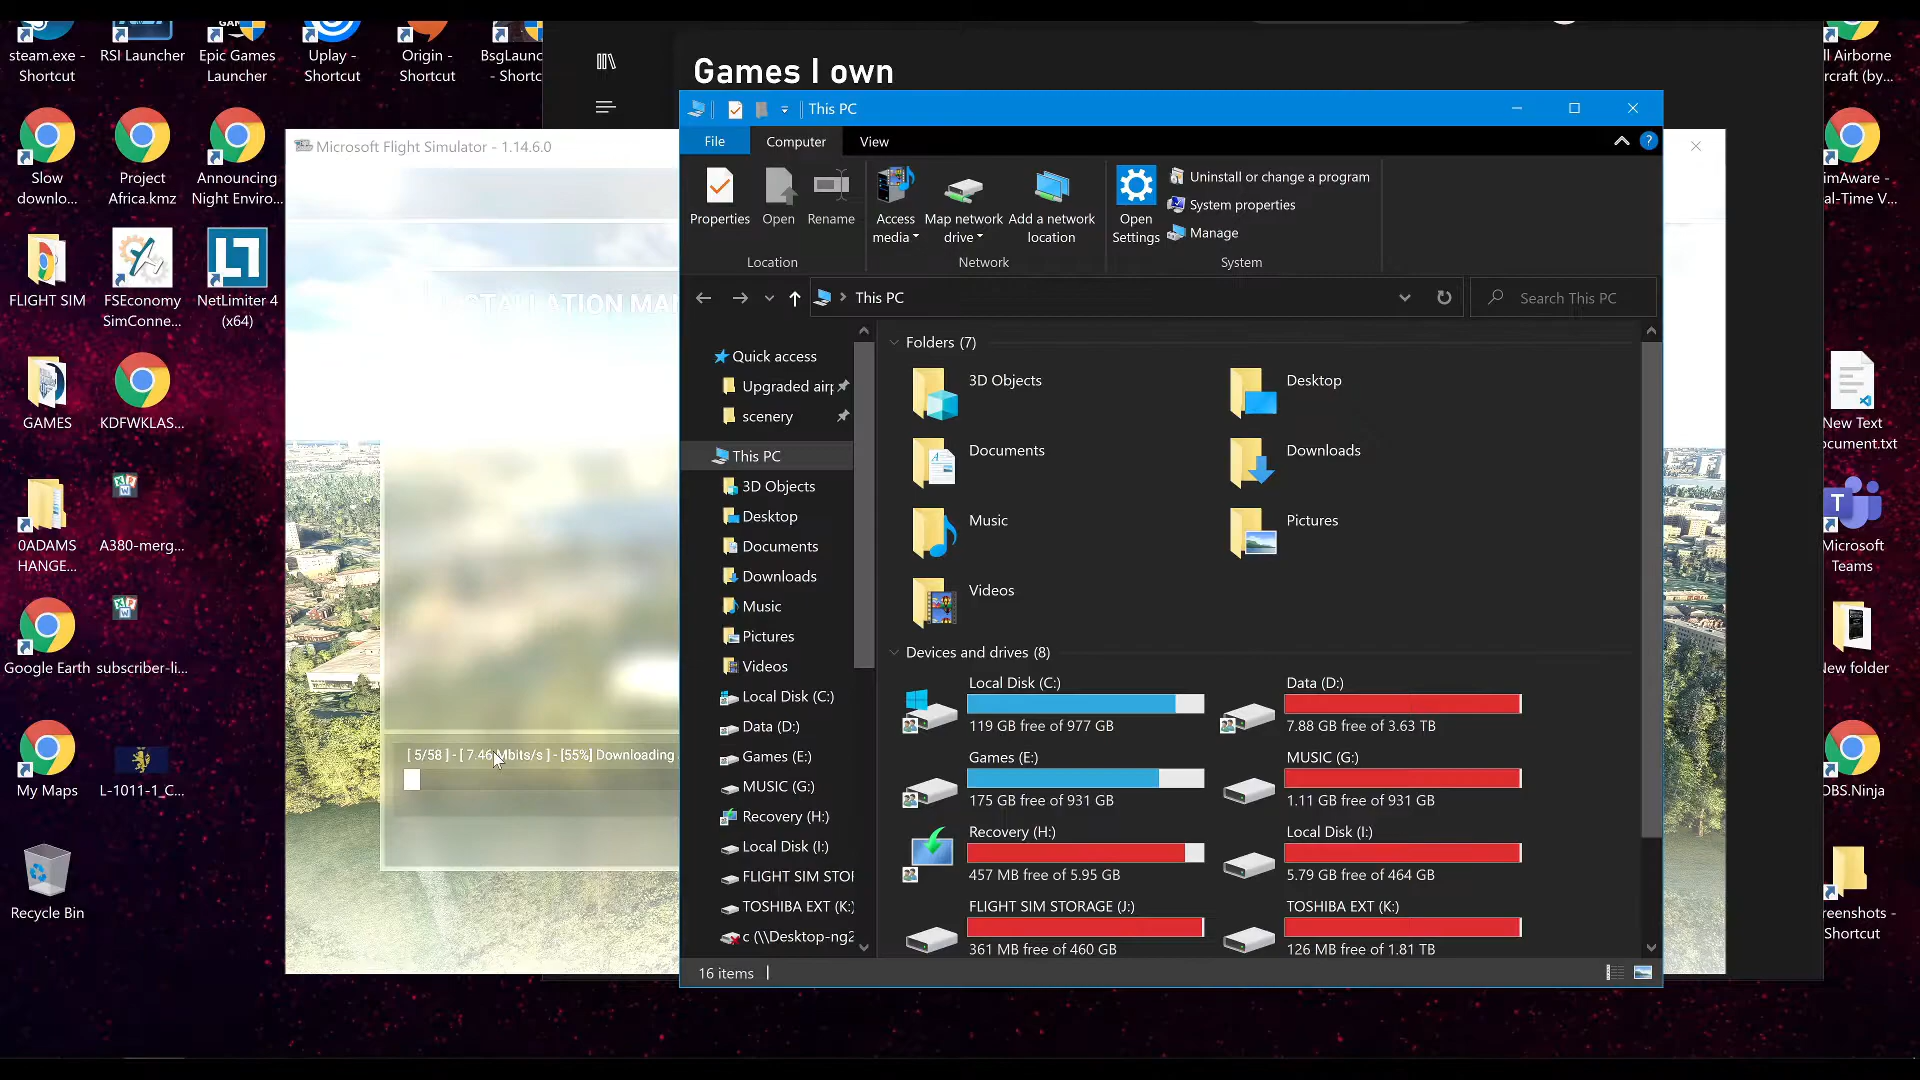 steam.exe -
Shortcut
RSI Launcher
Epic Games
Launcher
Uplay -
Shortcut
Origin -
Shortcut
BsgLaunc
- Shortc
Slow
downlo...
Project
Africa.kmz
Announcing
Night Enviro...
FLIGHT SIM
FSEconomy
SimConne...
NetLimiter 4
(x64)
GAMES
KDFWKLAS...
0ADAMS
HANGE...
A380-merg...
Google Earth
subscriber-li...
My Maps
L-1011-1_C...
Recycle Bin
Games I own
Microsoft Flight Simulator - 1.14.6.0
STALLATION MAN
[ 5/58 ] - [ 7.46 Mbits/s ] - [55%] Downloading
This PC
File
Computer
View
Properties
Open
Rename
Location
Access
media
Map network
drive
Add a network
location
Network
Open
Settings
Uninstall or change a program
System properties
Manage
System
This PC
Search This PC
Quick access
Upgraded airp
scenery
This PC
3D Objects
Desktop
Documents
Downloads
Music
Pictures
Videos
Local Disk (C:)
Data (D:)
Games (E:)
MUSIC (G:)
Recovery (H:)
Local Disk (I:)
FLIGHT SIM STOR
TOSHIBA EXT (K:)
c (\\Desktop-ng2
Folders (7)
3D Objects
Desktop
Documents
Downloads
Music
Pictures
Videos
Devices and drives (8)
Local Disk (C:)
119 GB free of 977 GB
Data (D:)
7.88 GB free of 3.63 TB
Games (E:)
175 GB free of 931 GB
MUSIC (G:)
1.11 GB free of 931 GB
Recovery (H:)
457 MB free of 5.95 GB
Local Disk (I:)
5.79 GB free of 464 GB
FLIGHT SIM STORAGE (J:)
361 MB free of 460 GB
TOSHIBA EXT (K:)
126 MB free of 1.81 TB
16 items
ll Airborne
rcraft (by...
imAware -
al-Time V...
New Text
ocument.txt
Microsoft
Teams
New folder
OBS.Ninja
reenshots -
Shortcut